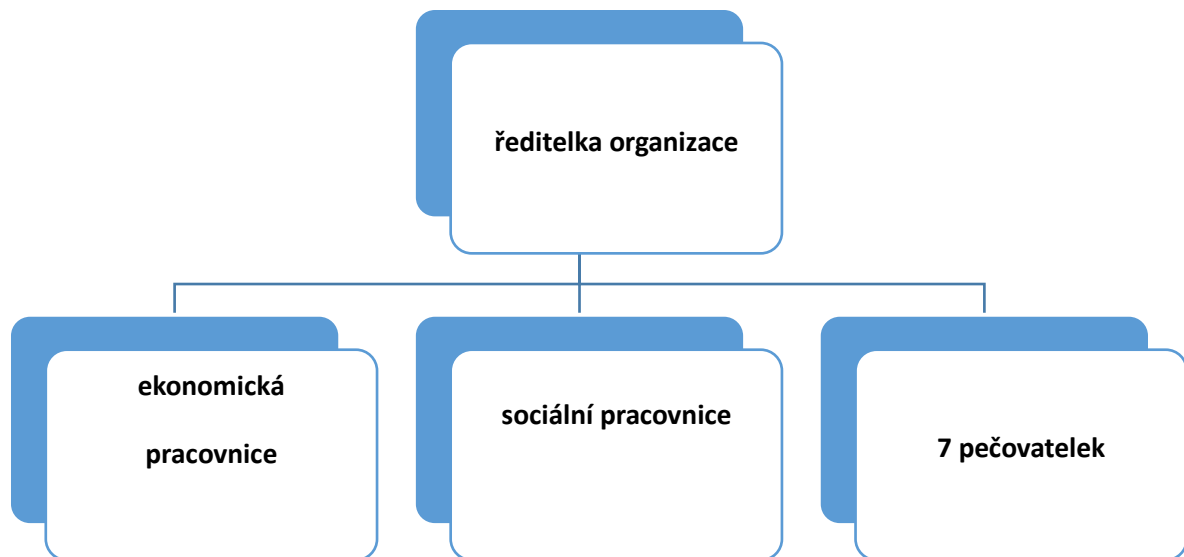 ředitelka organizace
ekonomická
pracovnice
sociální pracovnice
7 pečovatelek